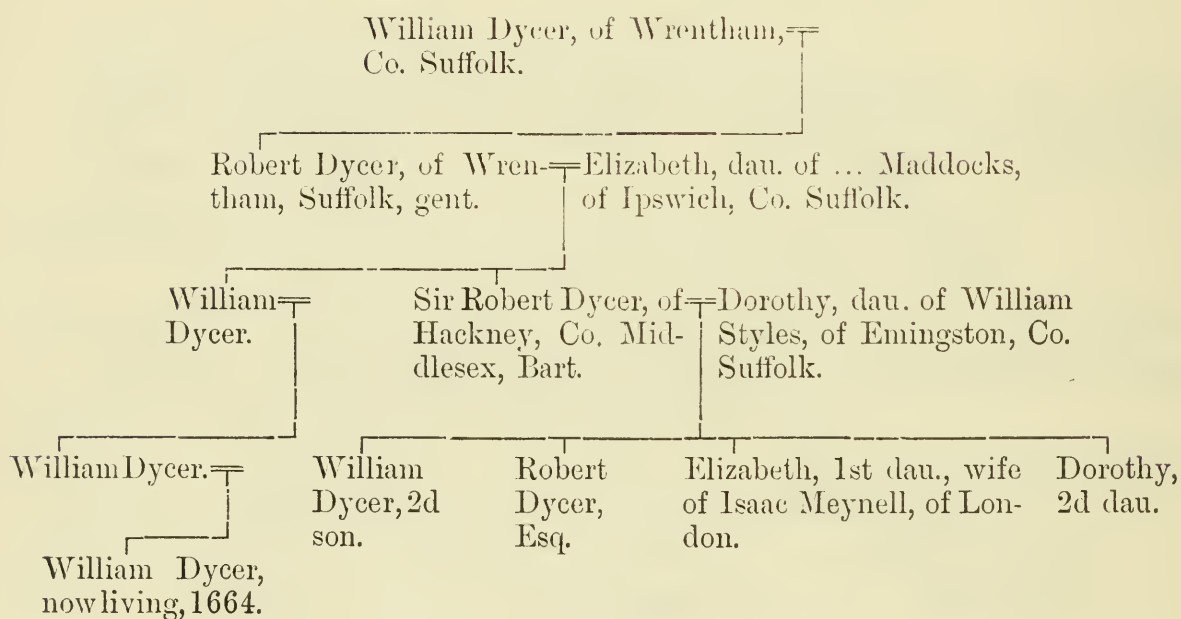 William Dycer, of Wrentham,
Co. Suffolk.
Robert Dycer, of Wren-
tham, Suffolk, gent.
Elizabeth, dau. of ... Maddocks,
of Ipswich, Co. Suffolk.
William
Dycer.
Sir Robert Dycer, of
Hackney, Co. Mid-
dlesex, Bart.
Dorothy, dau. of William
Styles, of Emingston, Co.
Suffolk.
William Dycer.
William
Dycer, 2d
son.
Robert
Dycer,
Esq.
Elizabeth, 1st dau., wife
of Isaac Meynell, of Lon-
don.
Dorothy,
2d dau.
William Dycer,
now living, 1664.